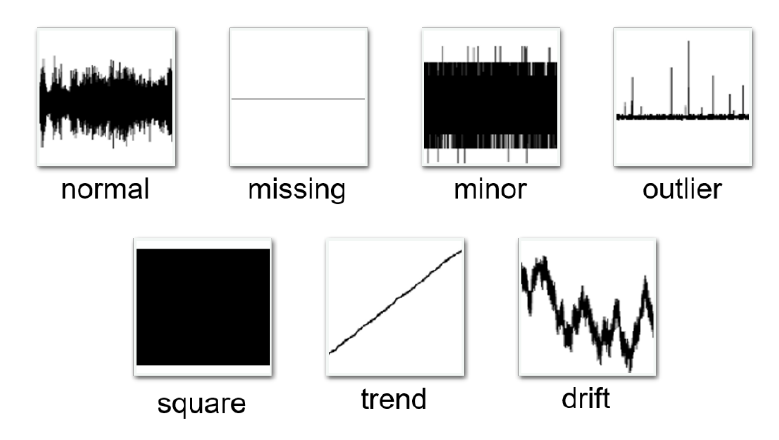 normal missing minor outlier
square trend drift